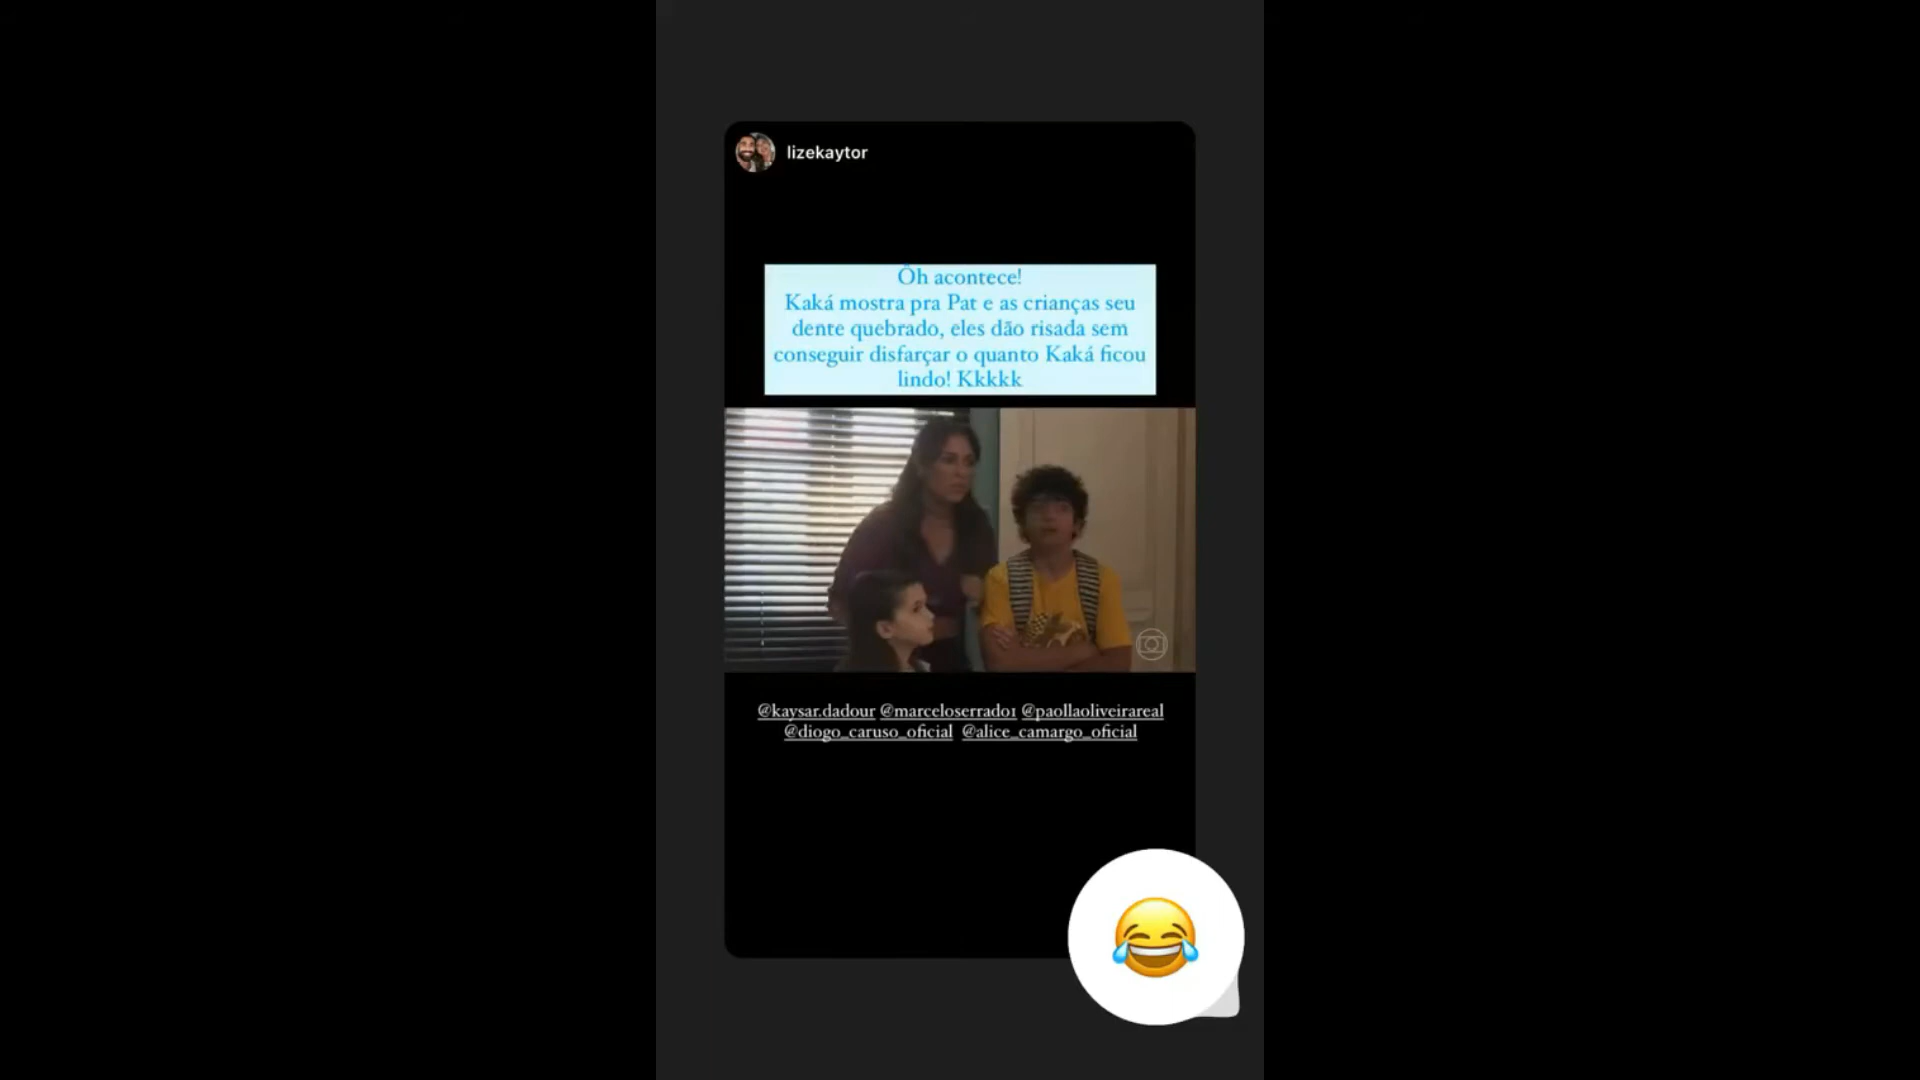 lizekaytor
Ôh acontece!
Kaká mostra pra Pat e as crianças seu
dente quebrado, eles dão risada sem
conseguir disfarçar o quanto Kaká ficou
lindo! Kkkkk
@kaysar.dadour @marceloserrado1 @paollaoliveirareal
@diogo_caruso_oficial @alice_camargo_oficial